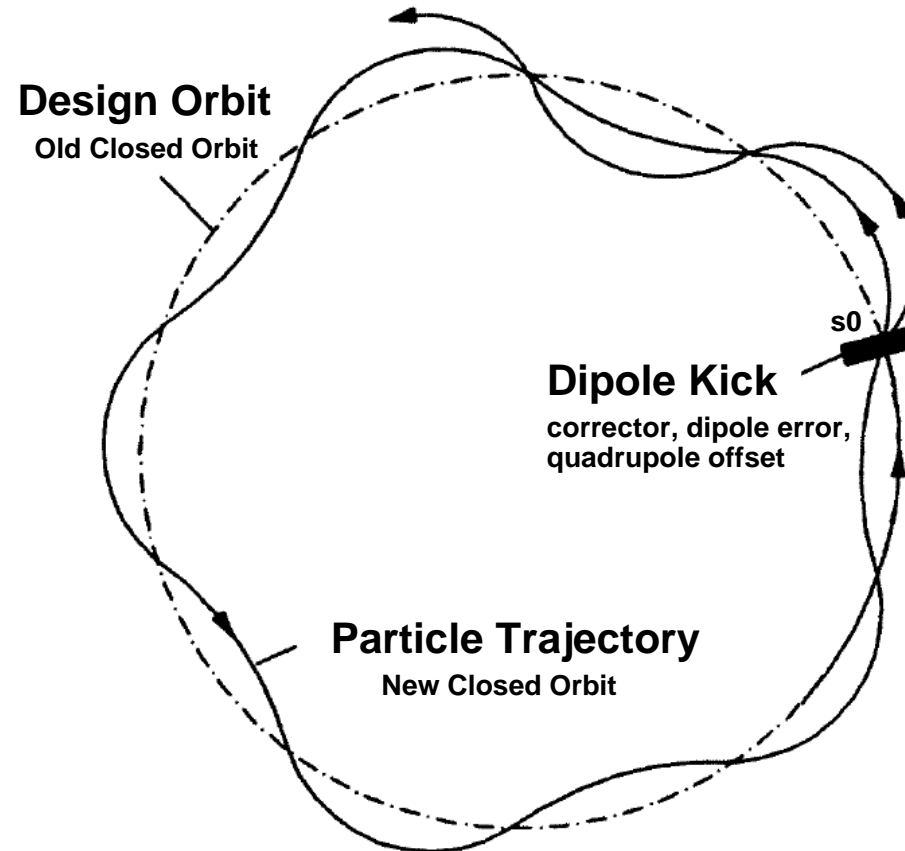 Design Orbit
Old Closed Orbit
s0
Dipole Kick
corrector, dipole error,
quadrupole offset
Particle Trajectory
New Closed Orbit